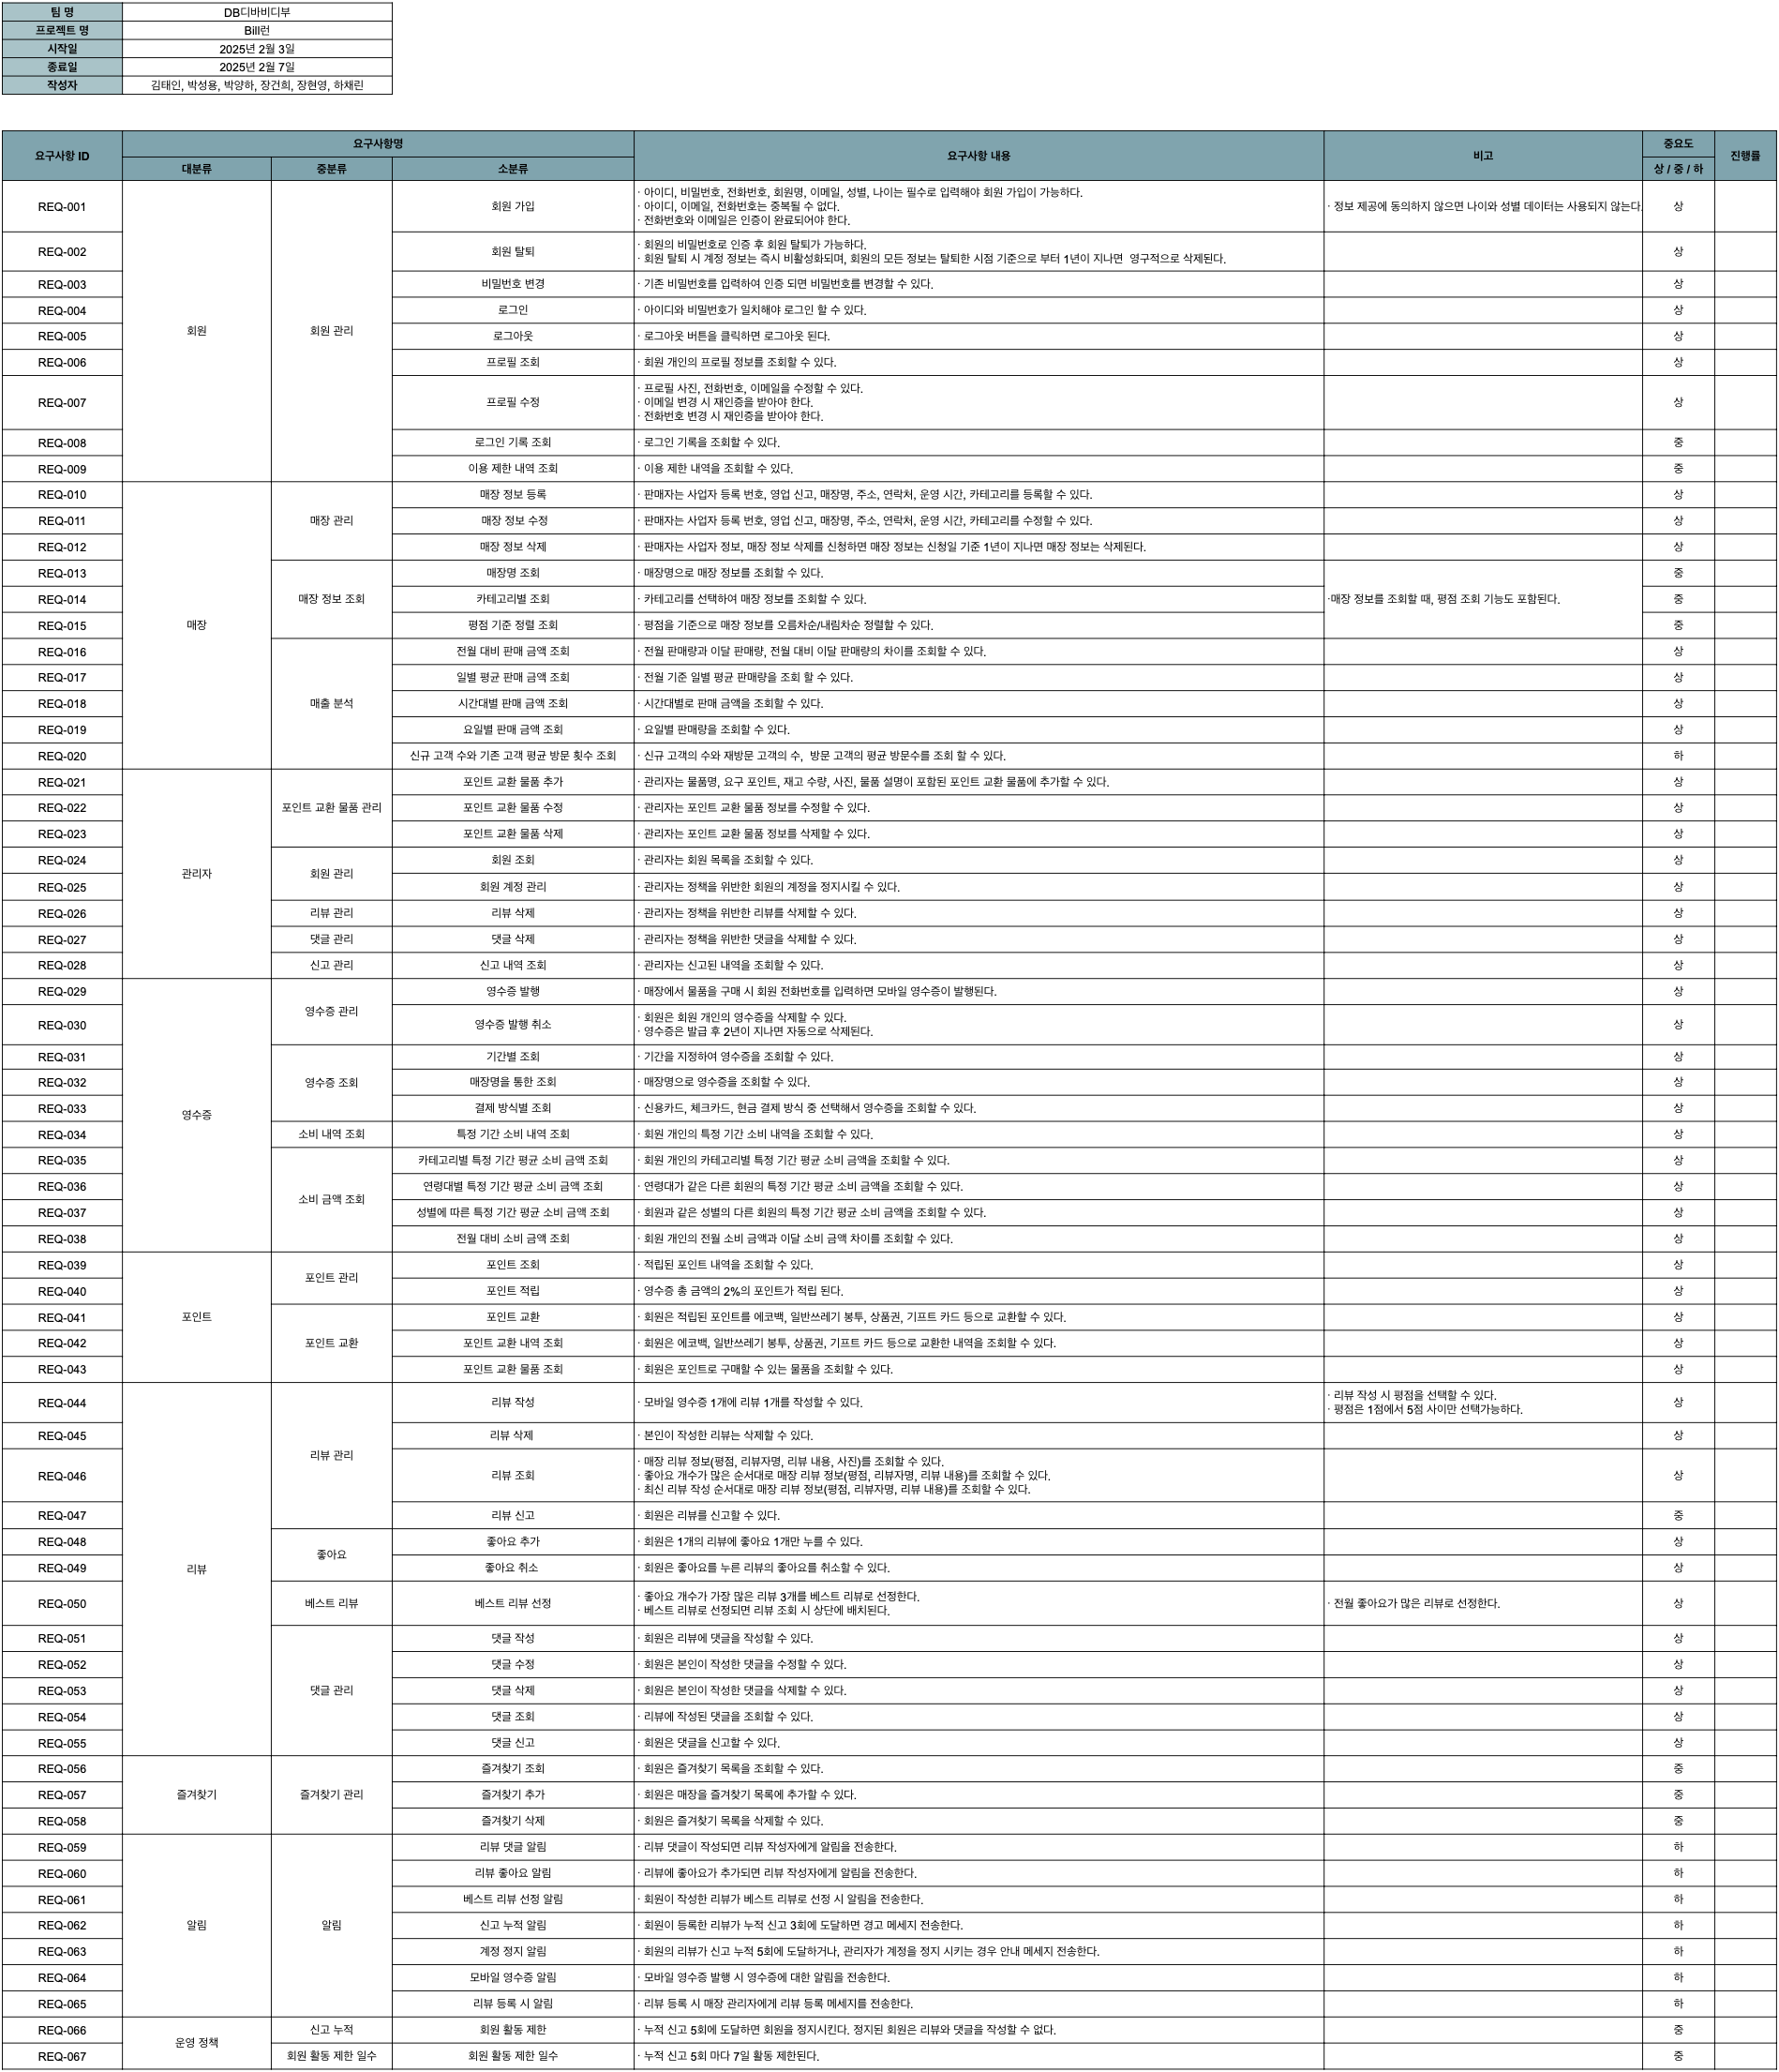 팀 명 DB디바비디부
프로젝트 명 Bill런
시작일 2025년 2월 3일
종료일 2025년 2월 7일
작성자 김태인, 박성용, 박양하, 장건희, 장현영, 하채린
요구사항 ID 요구사항명 요구사항 내용 비고 중요도 진행률
대분류 중분류 소분류 상 / 중 / 하
REQ-001 회원 회원 관리 회원 가입 · 아이디, 비밀번호, 전화번호, 회원명, 이메일, 성별, 나이는 필수로 입력해야 회원 가입이 가능하다.
· 아이디, 이메일, 전화번호는 중복될 수 없다.
· 전화번호와 이메일은 인증이 완료되어야 한다. · 정보 제공에 동의하지 않으면 나이와 성별 데이터는 사용되지 않는다. 상
REQ-002 회원 탈퇴 · 회원의 비밀번호로 인증 후 회원 탈퇴가 가능하다.
· 회원 탈퇴 시 계정 정보는 즉시 비활성화되며, 회원의 모든 정보는 탈퇴한 시점 기준으로 부터 1년이 지나면 영구적으로 삭제된다. 상
REQ-003 비밀번호 변경 · 기존 비밀번호를 입력하여 인증 되면 비밀번호를 변경할 수 있다. 상
REQ-004 로그인 · 아이디와 비밀번호가 일치해야 로그인 할 수 있다. 상
REQ-005 로그아웃 · 로그아웃 버튼을 클릭하면 로그아웃 된다. 상
REQ-006 프로필 조회 · 회원 개인의 프로필 정보를 조회할 수 있다. 상
REQ-007 프로필 수정 · 프로필 사진, 전화번호, 이메일을 수정할 수 있다.
· 이메일 변경 시 재인증을 받아야 한다.
· 전화번호 변경 시 재인증을 받아야 한다. 상
REQ-008 로그인 기록 조회 · 로그인 기록을 조회할 수 있다. 중
REQ-009 이용 제한 내역 조회 · 이용 제한 내역을 조회할 수 있다. 중
REQ-010 매장 매장 관리 매장 정보 등록 · 판매자는 사업자 등록 번호, 영업 신고, 매장명, 주소, 연락처, 운영 시간, 카테고리를 등록할 수 있다. 상
REQ-011 매장 정보 수정 · 판매자는 사업자 등록 번호, 영업 신고, 매장명, 주소, 연락처, 운영 시간, 카테고리를 수정할 수 있다. 상
REQ-012 매장 정보 삭제 · 판매자는 사업자 정보, 매장 정보 삭제를 신청하면 매장 정보는 신청일 기준 1년이 지나면 매장 정보는 삭제된다. 상
REQ-013 매장 정보 조회 매장명 조회 · 매장명으로 매장 정보를 조회할 수 있다. 중
REQ-014 카테고리별 조회 · 카테고리를 선택하여 매장 정보를 조회할 수 있다. ·매장 정보를 조회할 때, 평점 조회 기능도 포함된다. 중
REQ-015 평점 기준 정렬 조회 · 평점을 기준으로 매장 정보를 오름차순/내림차순 정렬할 수 있다. 중
REQ-016 매출 분석 전월 대비 판매 금액 조회 · 전월 판매량과 이달 판매량, 전월 대비 이달 판매량의 차이를 조회할 수 있다. 상
REQ-017 일별 평균 판매 금액 조회 · 전월 기준 일별 평균 판매량을 조회 할 수 있다. 상
REQ-018 시간대별 판매 금액 조회 · 시간대별로 판매 금액을 조회할 수 있다. 상
REQ-019 요일별 판매 금액 조회 · 요일별 판매량을 조회할 수 있다. 상
REQ-020 신규 고객 수와 기존 고객 평균 방문 횟수 조회 · 신규 고객의 수와 재방문 고객의 수, 방문 고객의 평균 방문수를 조회 할 수 있다. 하
REQ-021 관리자 포인트 교환 물품 관리 포인트 교환 물품 추가 · 관리자는 물품명, 요구 포인트, 재고 수량, 사진, 물품 설명이 포함된 포인트 교환 물품에 추가할 수 있다. 상
REQ-022 포인트 교환 물품 수정 · 관리자는 포인트 교환 물품 정보를 수정할 수 있다. 상
REQ-023 포인트 교환 물품 삭제 · 관리자는 포인트 교환 물품 정보를 삭제할 수 있다. 상
REQ-024 회원 관리 회원 조회 · 관리자는 회원 목록을 조회할 수 있다. 상
REQ-025 회원 계정 관리 · 관리자는 정책을 위반한 회원의 계정을 정지시킬 수 있다. 상
REQ-026 리뷰 관리 리뷰 삭제 · 관리자는 정책을 위반한 리뷰를 삭제할 수 있다. 상
REQ-027 댓글 관리 댓글 삭제 · 관리자는 정책을 위반한 댓글을 삭제할 수 있다. 상
REQ-028 신고 관리 신고 내역 조회 · 관리자는 신고된 내역을 조회할 수 있다. 상
REQ-029 영수증 영수증 관리 영수증 발행 · 매장에서 물품을 구매 시 회원 전화번호를 입력하면 모바일 영수증이 발행된다. 상
REQ-030 영수증 발행 취소 · 회원은 회원 개인의 영수증을 삭제할 수 있다.
· 영수증은 발급 후 2년이 지나면 자동으로 삭제된다. 상
REQ-031 영수증 조회 기간별 조회 · 기간을 지정하여 영수증을 조회할 수 있다. 상
REQ-032 매장명을 통한 조회 · 매장명으로 영수증을 조회할 수 있다. 상
REQ-033 결제 방식별 조회 · 신용카드, 체크카드, 현금 결제 방식 중 선택해서 영수증을 조회할 수 있다. 상
REQ-034 소비 내역 조회 특정 기간 소비 내역 조회 · 회원 개인의 특정 기간 소비 내역을 조회할 수 있다. 상
REQ-035 소비 금액 조회 카테고리별 특정 기간 평균 소비 금액 조회 · 회원 개인의 카테고리별 특정 기간 평균 소비 금액을 조회할 수 있다. 상
REQ-036 연령대별 특정 기간 평균 소비 금액 조회 · 연령대가 같은 다른 회원의 특정 기간 평균 소비 금액을 조회할 수 있다. 상
REQ-037 성별에 따른 특정 기간 평균 소비 금액 조회 · 회원과 같은 성별의 다른 회원의 특정 기간 평균 소비 금액을 조회할 수 있다. 상
REQ-038 전월 대비 소비 금액 조회 · 회원 개인의 전월 소비 금액과 이달 소비 금액 차이를 조회할 수 있다. 상
REQ-039 포인트 포인트 관리 포인트 조회 · 적립된 포인트 내역을 조회할 수 있다. 상
REQ-040 포인트 적립 · 영수증 총 금액의 2%의 포인트가 적립 된다. 상
REQ-041 포인트 교환 포인트 교환 · 회원은 적립된 포인트를 에코백, 일반쓰레기 봉투, 상품권, 기프트 카드 등으로 교환할 수 있다. 상
REQ-042 포인트 교환 내역 조회 · 회원은 에코백, 일반쓰레기 봉투, 상품권, 기프트 카드 등으로 교환한 내역을 조회할 수 있다. 상
REQ-043 포인트 교환 물품 조회 · 회원은 포인트로 구매할 수 있는 물품을 조회할 수 있다. 상
REQ-044 리뷰 리뷰 관리 리뷰 작성 · 모바일 영수증 1개에 리뷰 1개를 작성할 수 있다. · 리뷰 작성 시 평점을 선택할 수 있다.
· 평점은 1점에서 5점 사이만 선택가능하다. 상
REQ-045 리뷰 삭제 · 본인이 작성한 리뷰는 삭제할 수 있다. 상
REQ-046 리뷰 조회 · 매장 리뷰 정보(평점, 리뷰자명, 리뷰 내용, 사진)를 조회할 수 있다.
· 좋아요 개수가 많은 순서대로 매장 리뷰 정보(평점, 리뷰자명, 리뷰 내용)를 조회할 수 있다.
· 최신 리뷰 작성 순서대로 매장 리뷰 정보(평점, 리뷰자명, 리뷰 내용)를 조회할 수 있다. 상
REQ-047 리뷰 신고 · 회원은 리뷰를 신고할 수 있다. 중
REQ-048 좋아요 좋아요 추가 · 회원은 1개의 리뷰에 좋아요 1개만 누를 수 있다. 상
REQ-049 좋아요 취소 · 회원은 좋아요를 누른 리뷰의 좋아요를 취소할 수 있다. 상
REQ-050 베스트 리뷰 베스트 리뷰 선정 · 좋아요 개수가 가장 많은 리뷰 3개를 베스트 리뷰로 선정한다.
· 베스트 리뷰로 선정되면 리뷰 조회 시 상단에 배치된다. · 전월 좋아요가 많은 리뷰로 선정한다. 상
REQ-051 댓글 관리 댓글 작성 · 회원은 리뷰에 댓글을 작성할 수 있다. 상
REQ-052 댓글 수정 · 회원은 본인이 작성한 댓글을 수정할 수 있다. 상
REQ-053 댓글 삭제 · 회원은 본인이 작성한 댓글을 삭제할 수 있다. 상
REQ-054 댓글 조회 · 리뷰에 작성된 댓글을 조회할 수 있다. 상
REQ-055 댓글 신고 · 회원은 댓글을 신고할 수 있다. 상
REQ-056 즐겨찾기 즐겨찾기 관리 즐겨찾기 조회 · 회원은 즐겨찾기 목록을 조회할 수 있다. 중
REQ-057 즐겨찾기 추가 · 회원은 매장을 즐겨찾기 목록에 추가할 수 있다. 중
REQ-058 즐겨찾기 삭제 · 회원은 즐겨찾기 목록을 삭제할 수 있다. 중
REQ-059 알림 알림 리뷰 댓글 알림 · 리뷰 댓글이 작성되면 리뷰 작성자에게 알림을 전송한다. 하
REQ-060 리뷰 좋아요 알림 · 리뷰에 좋아요가 추가되면 리뷰 작성자에게 알림을 전송한다. 하
REQ-061 베스트 리뷰 선정 알림 · 회원이 작성한 리뷰가 베스트 리뷰로 선정 시 알림을 전송한다. 하
REQ-062 신고 누적 알림 · 회원이 등록한 리뷰가 누적 신고 3회에 도달하면 경고 메세지 전송한다. 하
REQ-063 계정 정지 알림 · 회원의 리뷰가 신고 누적 5회에 도달하거나, 관리자가 계정을 정지 시키는 경우 안내 메세지 전송한다. 하
REQ-064 모바일 영수증 알림 · 모바일 영수증 발행 시 영수증에 대한 알림을 전송한다. 하
REQ-065 리뷰 등록 시 알림 · 리뷰 등록 시 매장 관리자에게 리뷰 등록 메세지를 전송한다. 하
REQ-066 운영 정책 신고 누적 회원 활동 제한 · 누적 신고 5회에 도달하면 회원을 정지시킨다. 정지된 회원은 리뷰와 댓글을 작성할 수 없다. 중
REQ-067 회원 활동 제한 일수 회원 활동 제한 일수 · 누적 신고 5회 마다 7일 활동 제한된다. 중